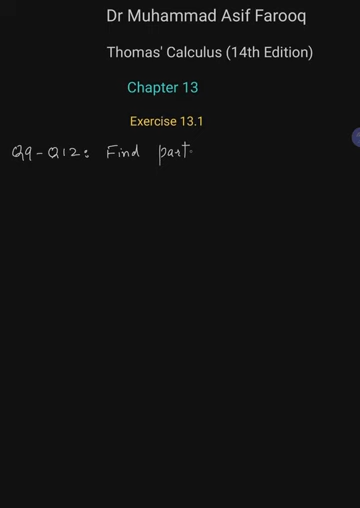 Dr Muhammad Asif Farooq
Thomas' Calculus (14th Edition)
Chapter 13
Exercise 13.1
Q9 - Q12: Find part